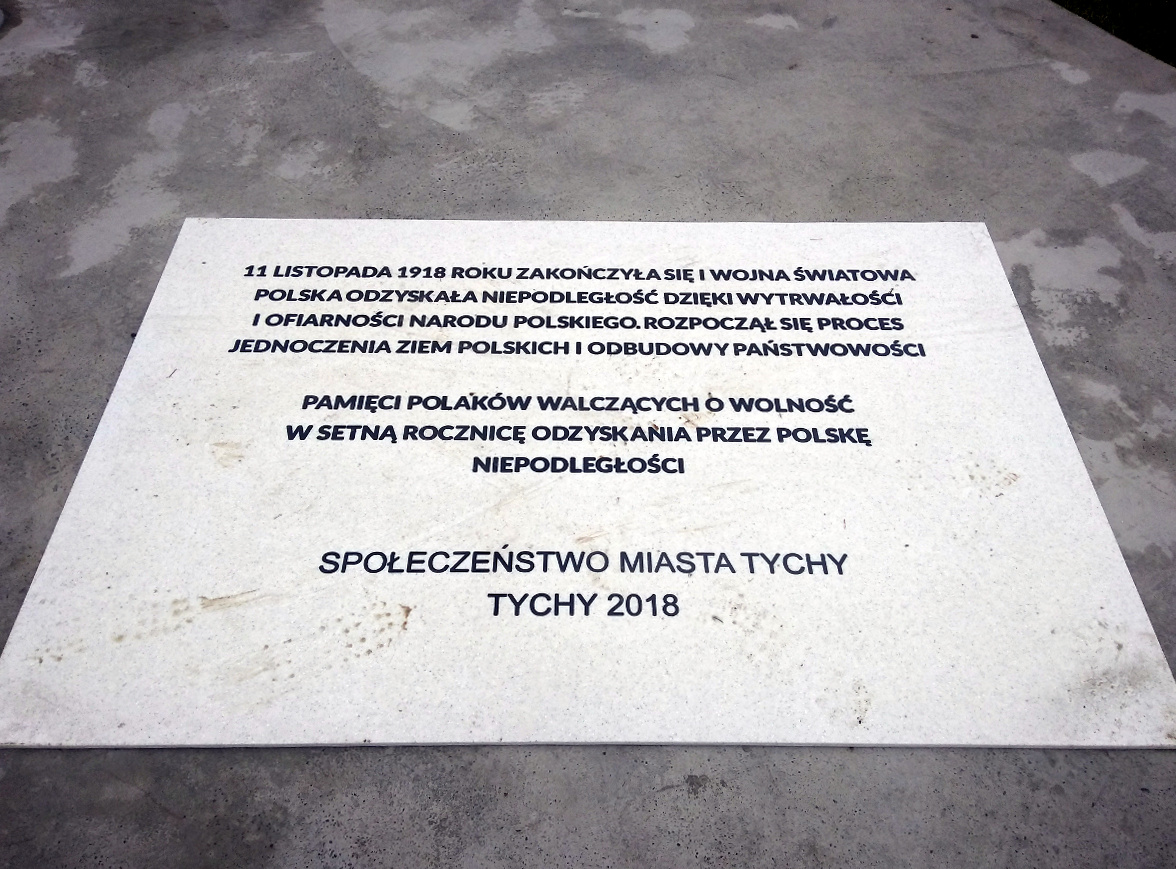 11 LISTOPADA 1918 ROKU ZAKOŃCZYŁA SIĘ I WOJNA ŚWIATOWA
POLSKA ODZYSKAŁA NIEPODLEGŁOŚĆ DZIĘKI WYTRWAŁOŚCI
I OFIARNOŚCI NARODU POLSKIEGO. ROZPOCZĄŁ SIĘ PROCES
JEDNOCZENIA ZIEM POLSKICH I ODBUDOWY PAŃSTWOWOŚCI
PAMIĘCI POLAKÓW WALCZĄCYCH O WOLNOŚĆ
W SETNĄ ROCZNICĘ ODZYSKANIA PRZEZ POLSKĘ
NIEPODLEGŁOŚCI
SPOŁECZEŃSTWO MIASTA TYCHY
TYCHY 2018